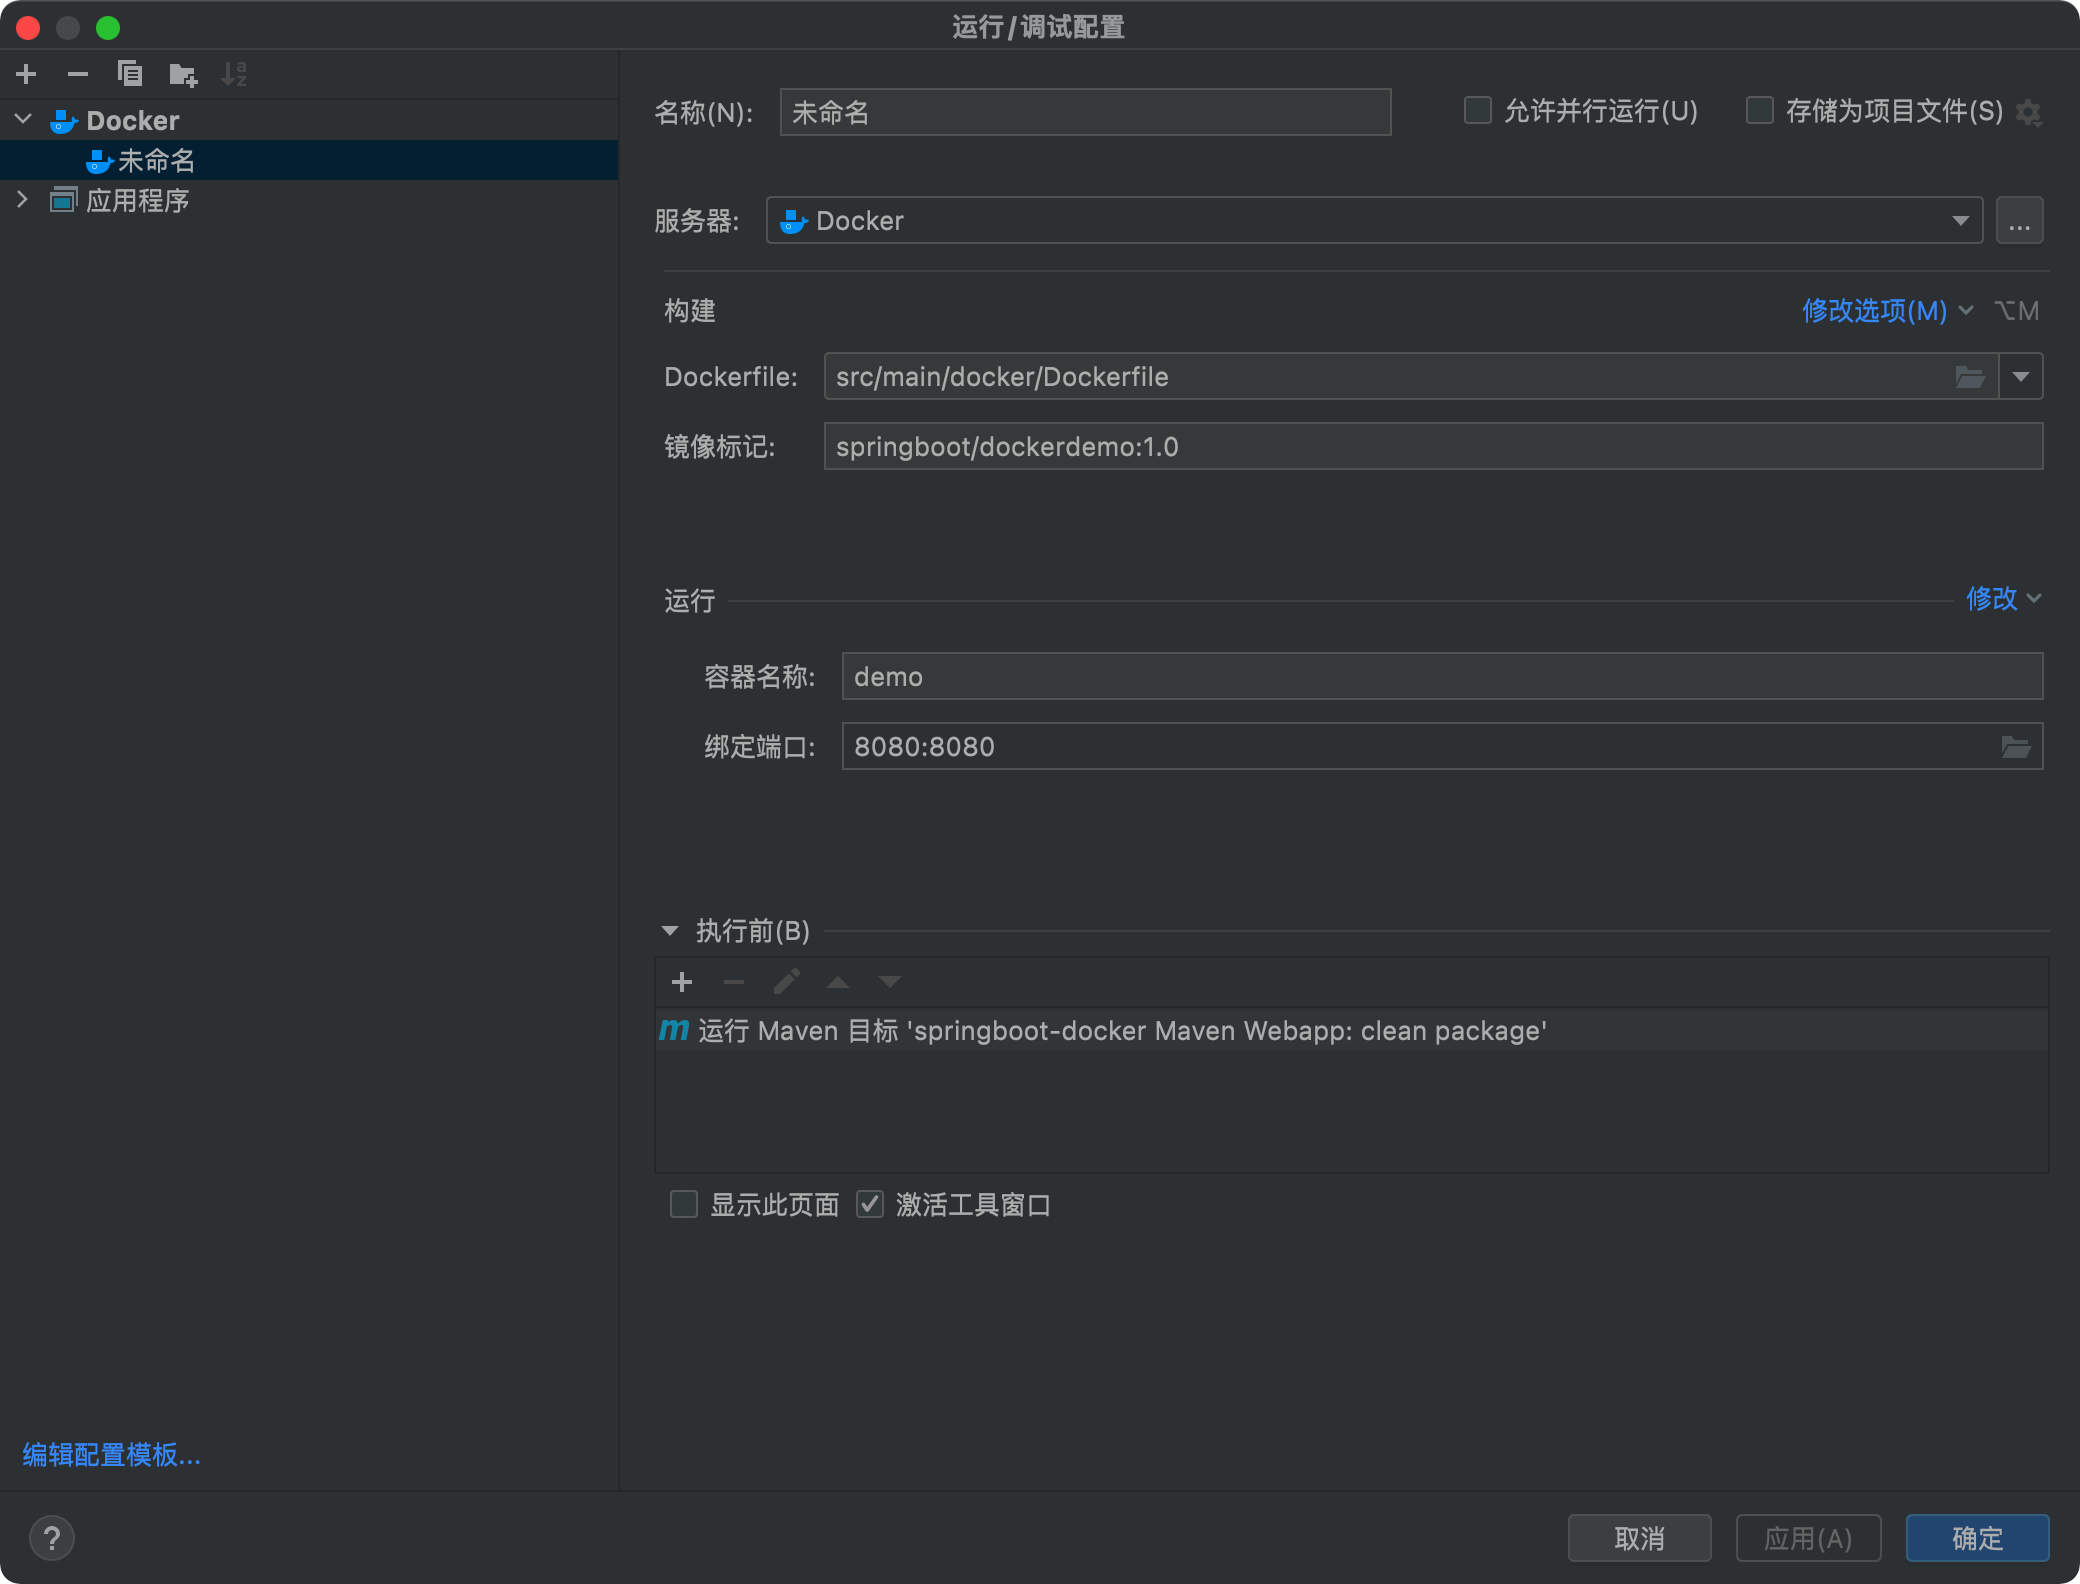 运行/调试配置
Docker
未命名
应用程序
编辑配置模板...
名称(N): 未命名 允许并行运行(U) 存储为项目文件(S)
服务器: Docker ...
构建 修改选项(M) ⌥M
Dockerfile: src/main/docker/Dockerfile
镜像标记: springboot/dockerdemo:1.0
运行 修改
容器名称: demo
绑定端口: 8080:8080
执行前(B)
m 运行 Maven 目标 'springboot-docker Maven Webapp: clean package'
显示此页面 激活工具窗口
? 取消 应用(A) 确定